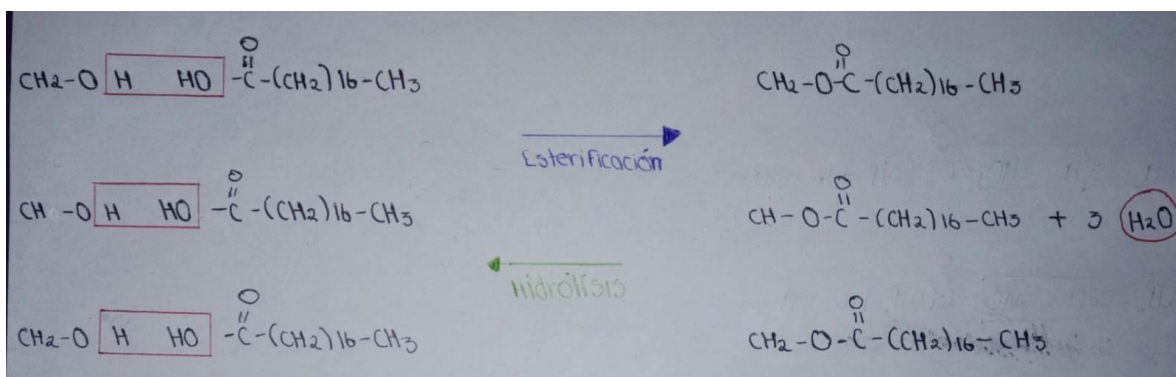 O O
CH2-O H HO -C-(CH2)16-CH3 CH2-O-C-(CH2)16-CH3
Esterificación
O O
CH -O H HO -C-(CH2)16-CH3 CH-O-C-(CH2)16-CH3 + 3 H2O
Hidrólisis
O O
CH2-O H HO -C-(CH2)16-CH3 CH2-O-C-(CH2)16-CH3